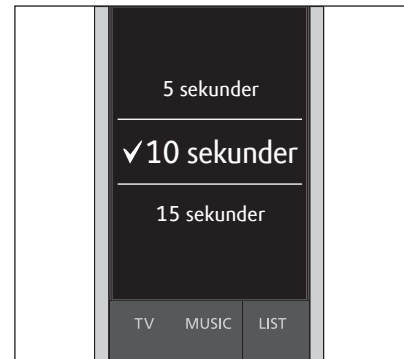 5 sekunder
✓10 sekunder
15 sekunder
TV MUSIC LIST